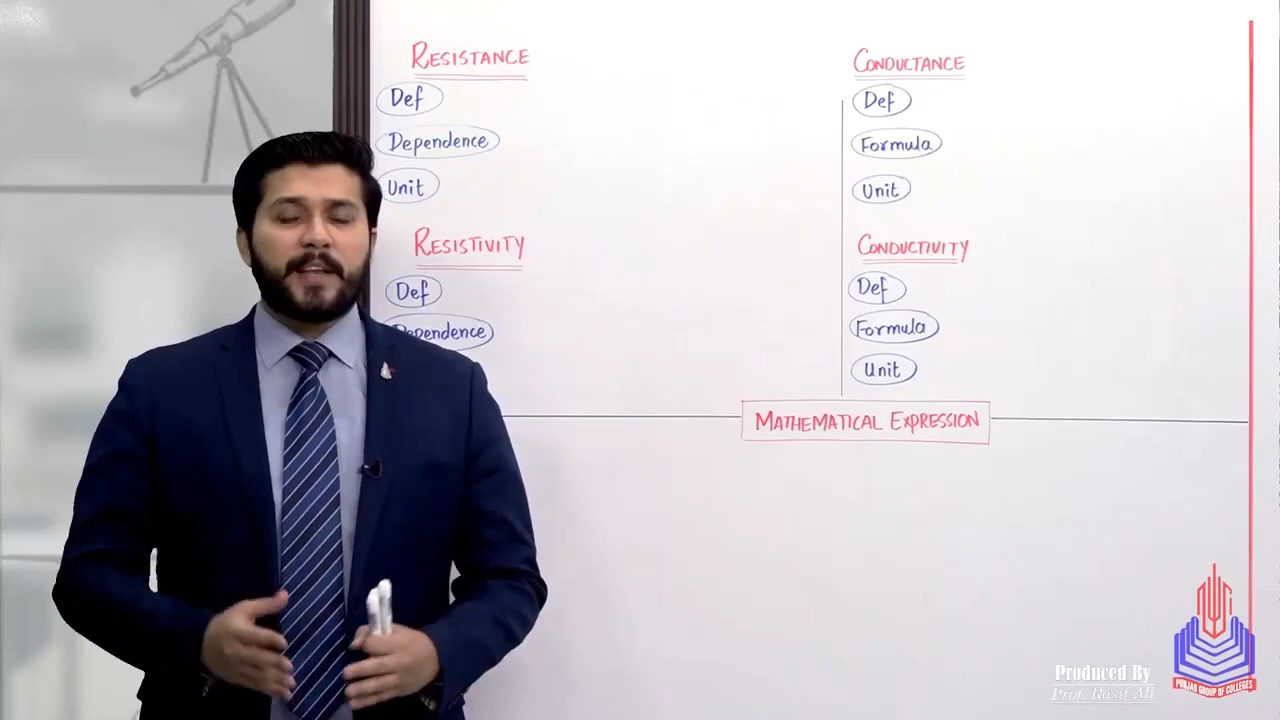 RESISTANCE
Def
Dependence
Unit
RESISTIVITY
Def
Dependence
CONDUCTANCE
Def
Formula
Unit
CONDUCTIVITY
Def
Formula
Unit
MATHEMATICAL EXPRESSION
Produced By
Prof. Rasif Ali
PUNJAB GROUP OF COLLEGES